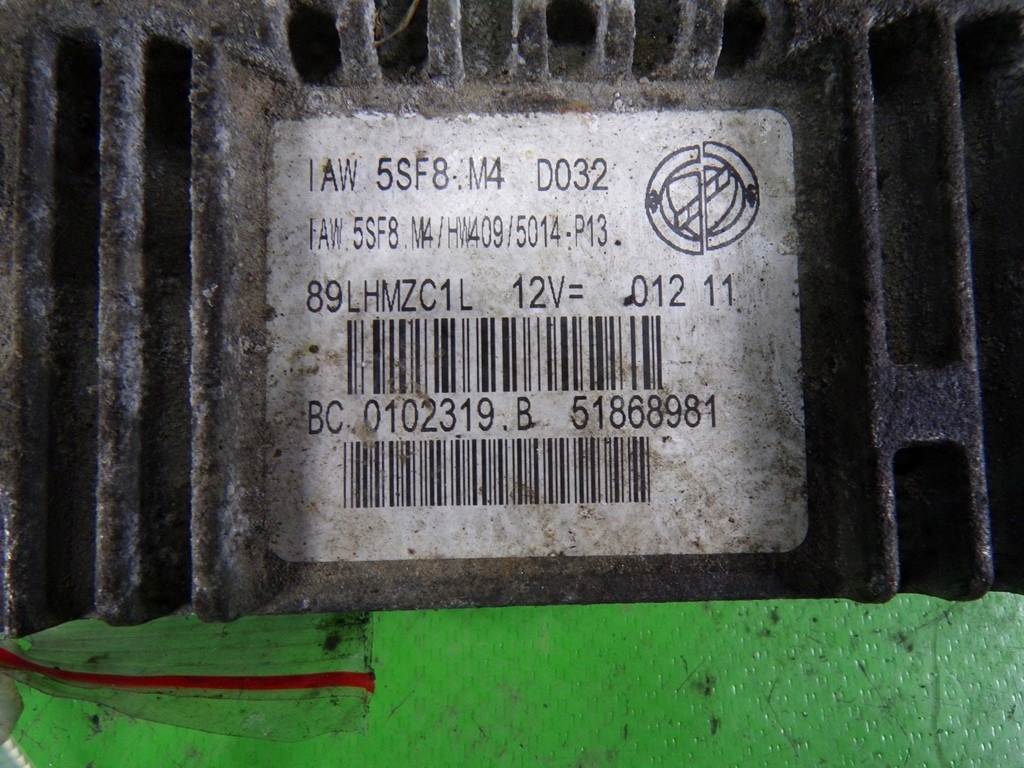 IAW 5SF8.M4 D032
IAW 5SF8 M4/HW409/5014-P13
89LHMZC1L 12V= 012 11
BC 0102319.B 51868981